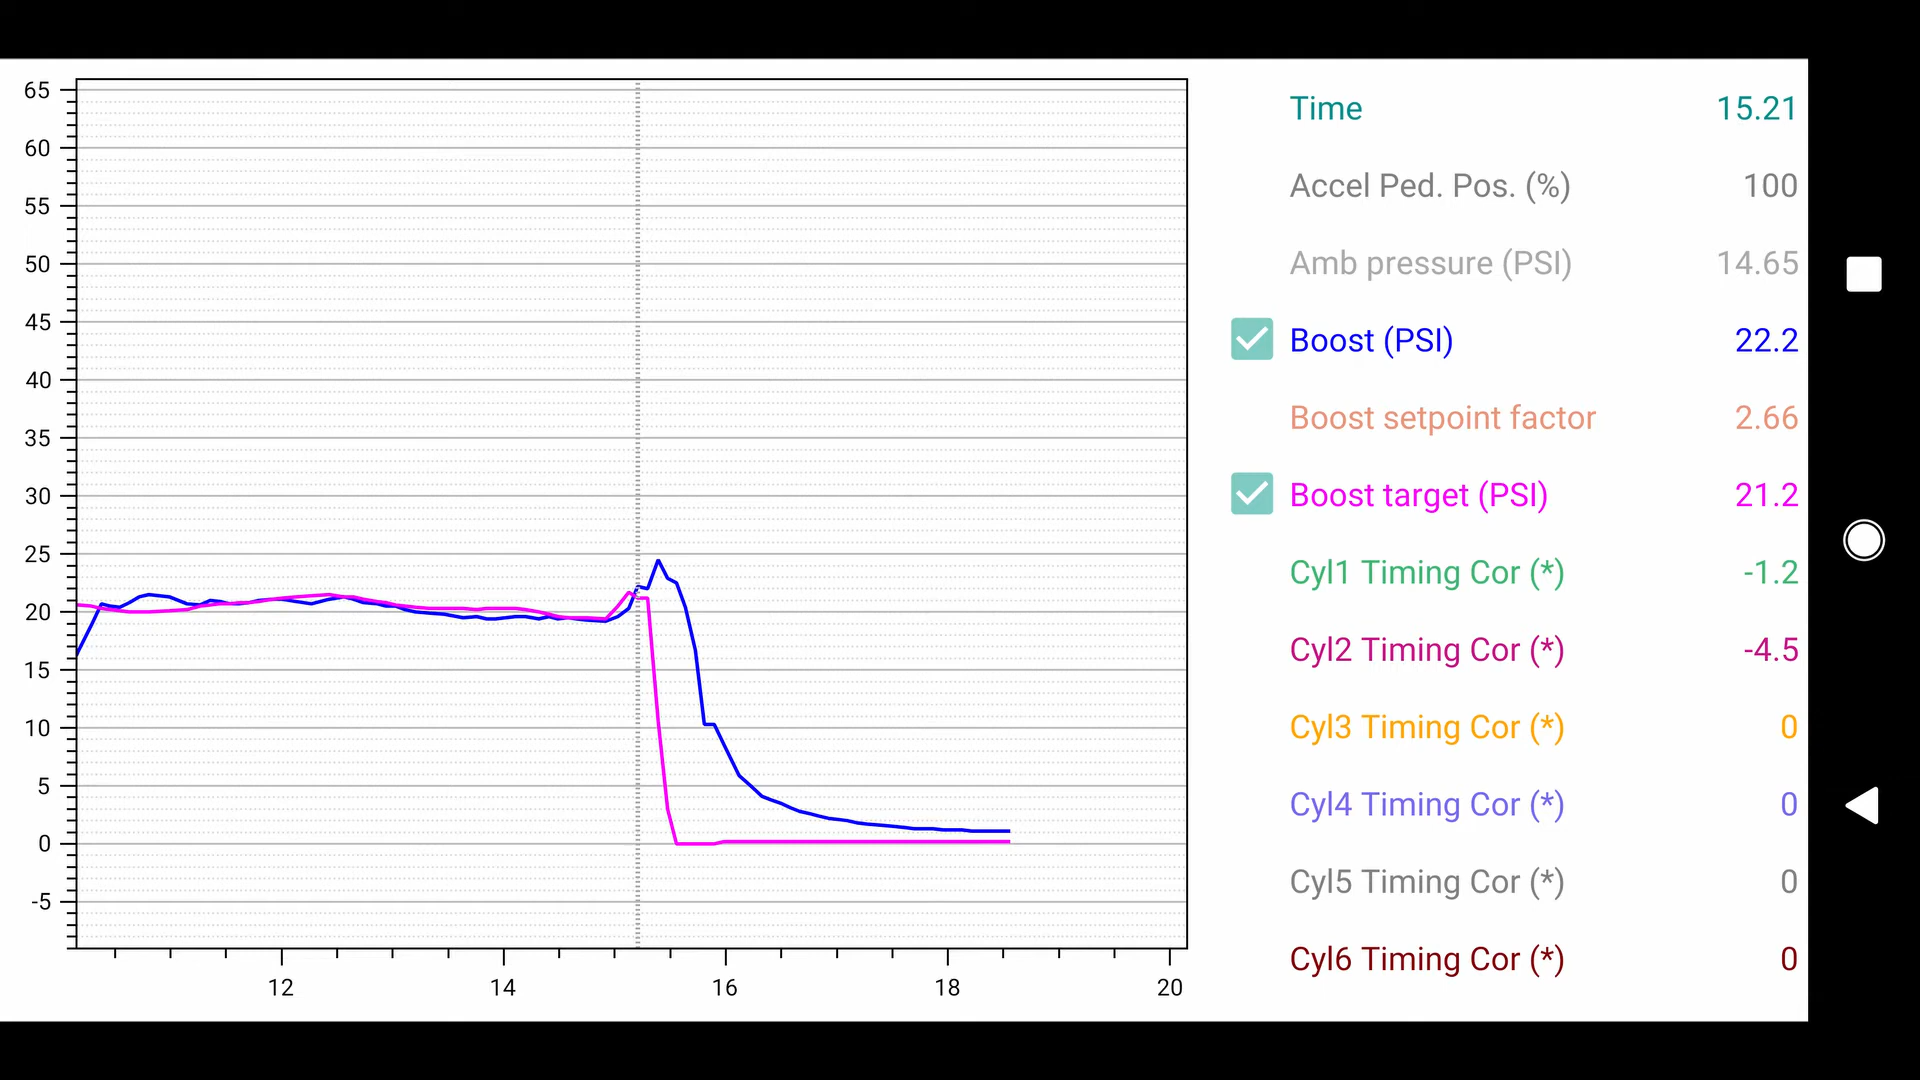 65
60
55
50
45
40
35
30
25
20
15
10
5
0
-5
12 14 16 18 20
Time 15.21
Accel Ped. Pos. (%) 100
Amb pressure (PSI) 14.65
Boost (PSI) 22.2
Boost setpoint factor 2.66
Boost target (PSI) 21.2
Cyl1 Timing Cor (*) -1.2
Cyl2 Timing Cor (*) -4.5
Cyl3 Timing Cor (*) 0
Cyl4 Timing Cor (*) 0
Cyl5 Timing Cor (*) 0
Cyl6 Timing Cor (*) 0